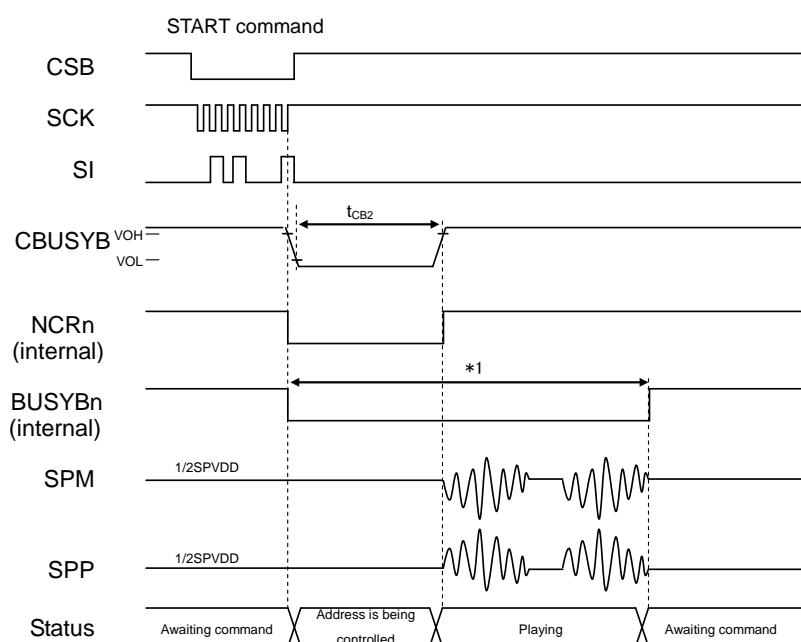 START command
CSB
SCK
SI
tCB2
CBUSYB
VOH
VOL
NCRn
(internal)
*1
BUSYBn
(internal)
SPM
1/2SPVDD
SPP
1/2SPVDD
Status
Awaiting command
Address is being
controlled
Playing
Awaiting command